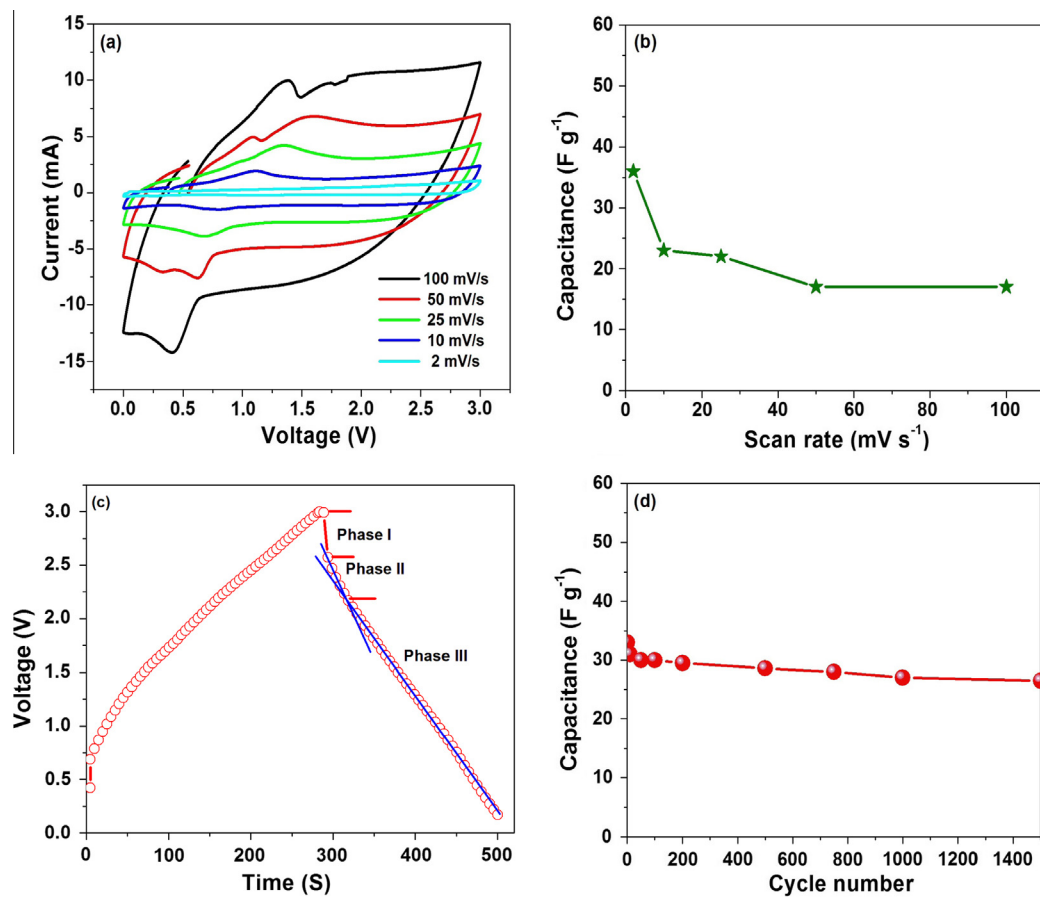 (a)
15
10
5
0
-5
-10
-15
Current (mA)
100 mV/s
50 mV/s
25 mV/s
10 mV/s
2 mV/s
0.0 0.5 1.0 1.5 2.0 2.5 3.0
Voltage (V)
(b)
60
50
40
30
20
10
0
Capacitance (F g⁻¹)
0 20 40 60 80 100
Scan rate (mV s⁻¹)
(c)
3.0
2.5
2.0
1.5
1.0
0.5
0.0
Voltage (V)
Phase I
Phase II
Phase III
0 100 200 300 400 500
Time (S)
(d)
60
50
40
30
20
10
0
Capacitance (F g⁻¹)
0 200 400 600 800 1000 1200 1400
Cycle number